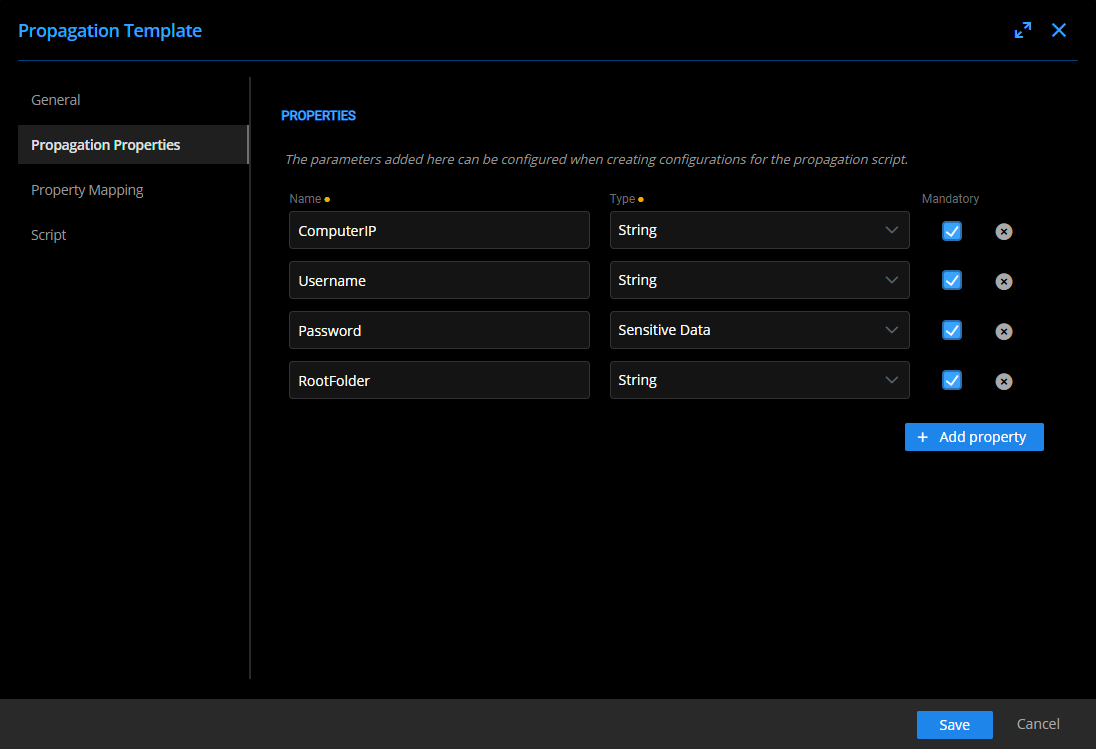 Propagation Template
General
Propagation Properties
Property Mapping
Script
PROPERTIES
The parameters added here can be configured when creating configurations for the propagation script.
Name Type Mandatory
ComputerIP String
Username String
Password Sensitive Data
RootFolder String
+ Add property
Save Cancel